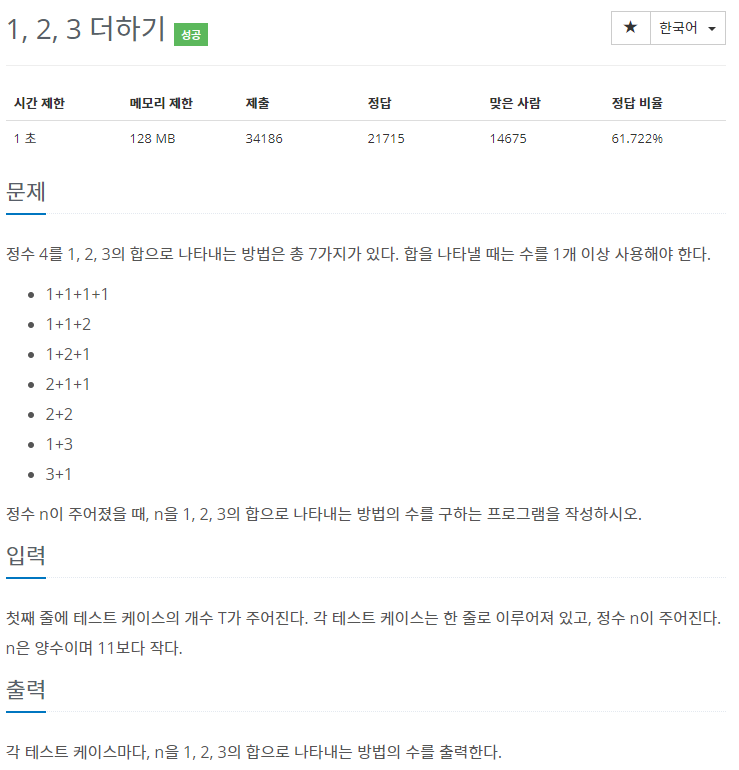 1, 2, 3 더하기 성공
★ 한국어
시간 제한 메모리 제한 제출 정답 맞은 사람 정답 비율
1 초 128 MB 34186 21715 14675 61.722%
문제
정수 4를 1, 2, 3의 합으로 나타내는 방법은 총 7가지가 있다. 합을 나타낼 때는 수를 1개 이상 사용해야 한다.
• 1+1+1+1
• 1+1+2
• 1+2+1
• 2+1+1
• 2+2
• 1+3
• 3+1
정수 n이 주어졌을 때, n을 1, 2, 3의 합으로 나타내는 방법의 수를 구하는 프로그램을 작성하시오.
입력
첫째 줄에 테스트 케이스의 개수 T가 주어진다. 각 테스트 케이스는 한 줄로 이루어져 있고, 정수 n이 주어진다.
n은 양수이며 11보다 작다.
출력
각 테스트 케이스마다, n을 1, 2, 3의 합으로 나타내는 방법의 수를 출력한다.